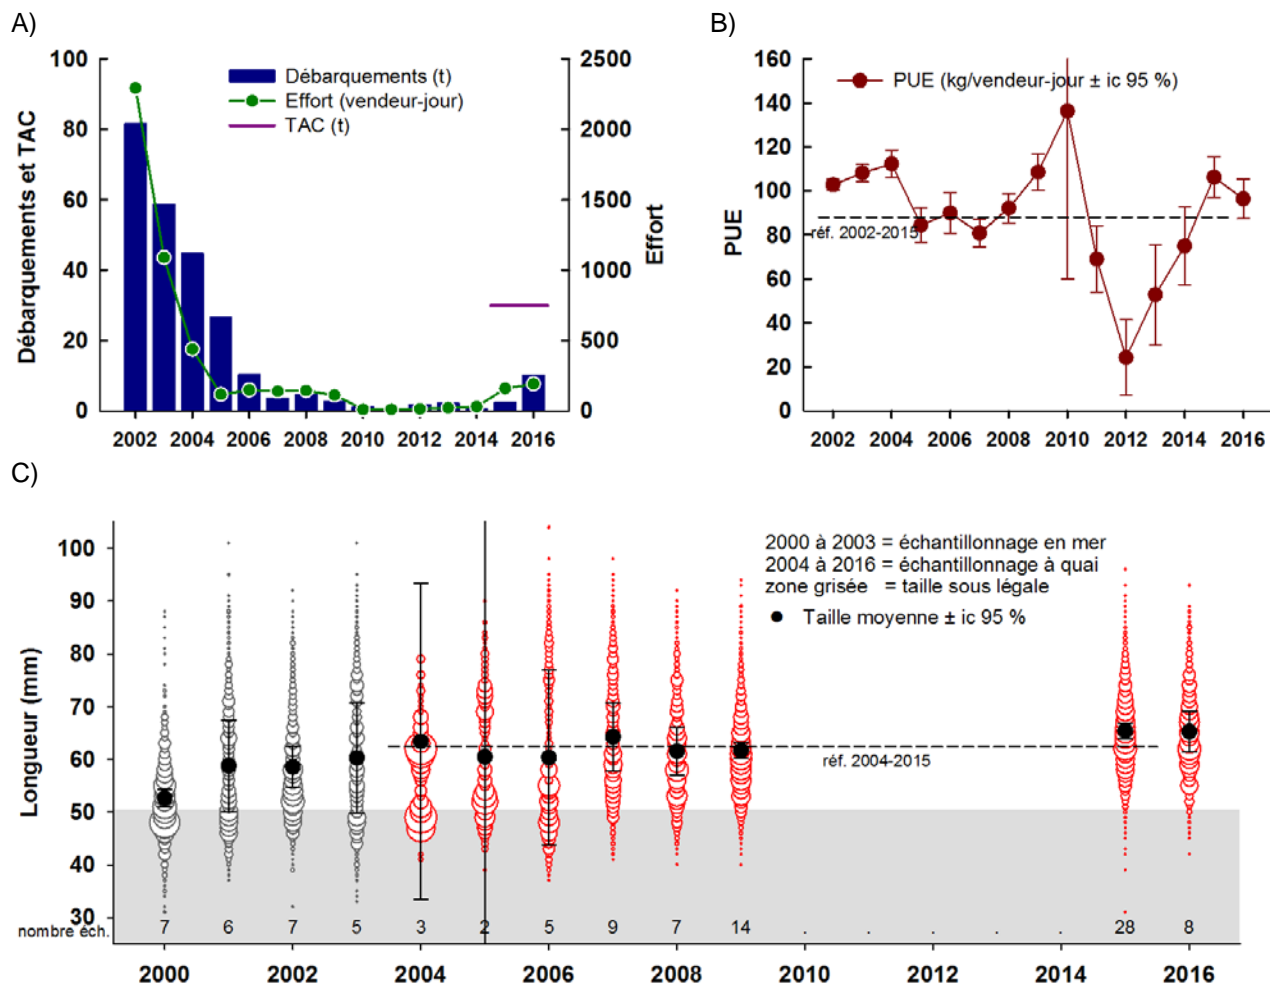 A)
B)
100
80
60
40
20
0
Débarquements et TAC
Débarquements (t)
Effort (vendeur-jour)
TAC (t)
2500
2000
1500
1000
500
0
Effort
2002 2004 2006 2008 2010 2012 2014 2016
160
140
120
100
80
60
40
20
0
PUE
PUE (kg/vendeur-jour ± ic 95 %)
réf. 2002-2015
2002 2004 2006 2008 2010 2012 2014 2016
C)
100
90
80
70
60
50
40
30
Longueur (mm)
2000 à 2003 = échantillonnage en mer
2004 à 2016 = échantillonnage à quai
zone grisée = taille sous légale
Taille moyenne ± ic 95 %
réf. 2004-2015
nombre éch. 7 6 7 5 3 2 5 9 7 14 . . . . . 28 8
2000 2002 2004 2006 2008 2010 2012 2014 2016